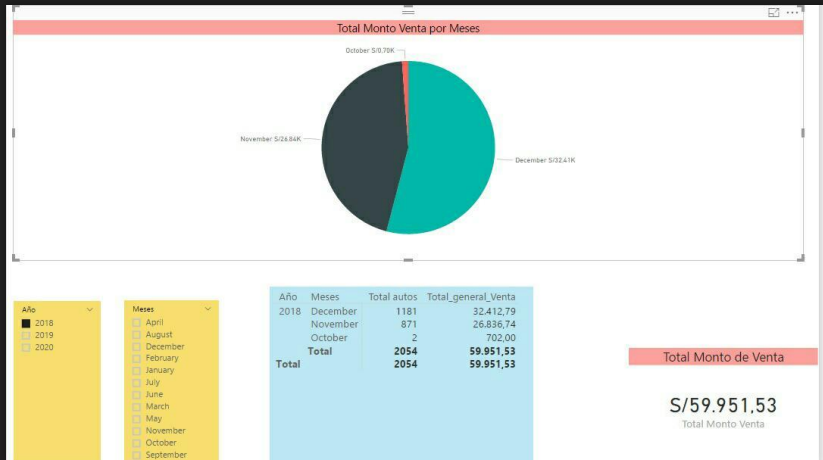 Total Monto Venta por Meses
October S/0.70K
November S/26.84K
December S/32.41K
Año
2018
2019
2020
Meses
April
August
December
February
January
July
June
March
May
November
October
September
Año Meses Total autos Total_general_Venta
2018 December 1181 32.412,79
November 871 26.836,74
October 2 702,00
Total 2054 59.951,53
Total 2054 59.951,53
Total Monto de Venta
S/59.951,53
Total Monto Venta